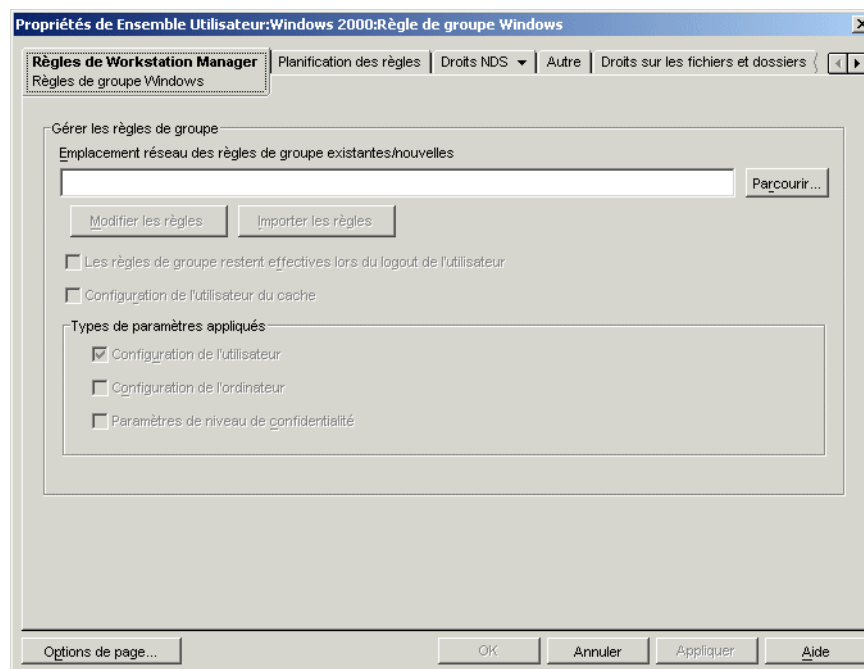 Propriétés de Ensemble Utilisateur:Windows 2000:Règle de groupe Windows
Règles de Workstation Manager
Règles de groupe Windows
Planification des règles
Droits NDS
Autre
Droits sur les fichiers et dossiers
Gérer les règles de groupe
Emplacement réseau des règles de groupe existantes/nouvelles
Parcourir...
Modifier les règles
Importer les règles
Les règles de groupe restent effectives lors du logout de l'utilisateur
Configuration de l'utilisateur du cache
Types de paramètres appliqués
Configuration de l'utilisateur
Configuration de l'ordinateur
Paramètres de niveau de confidentialité
Options de page...
OK
Annuler
Appliquer
Aide